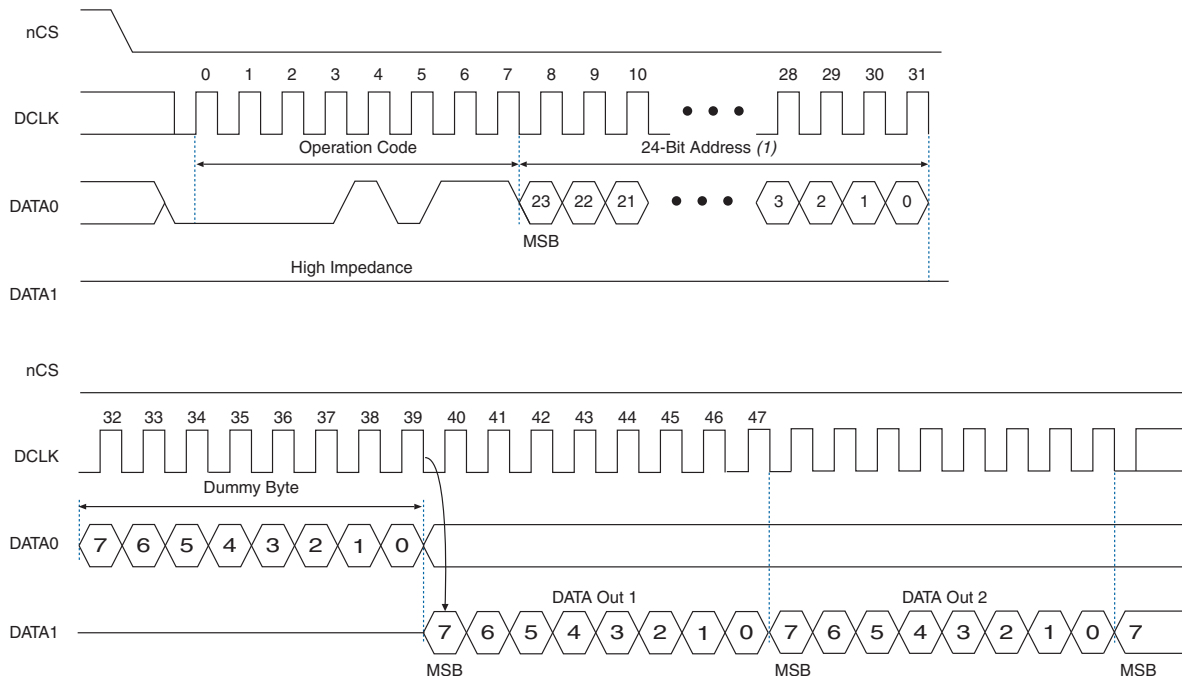 nCS
0 1 2 3 4 5 6 7 8 9 10 28 29 30 31
DCLK
Operation Code 24-Bit Address (1)
DATA0 23 22 21 3 2 1 0
MSB
High Impedance
DATA1
nCS
32 33 34 35 36 37 38 39 40 41 42 43 44 45 46 47
DCLK
Dummy Byte
DATA0 7 6 5 4 3 2 1 0
DATA Out 1 DATA Out 2
DATA1 7 6 5 4 3 2 1 0 7 6 5 4 3 2 1 0 7
MSB MSB MSB